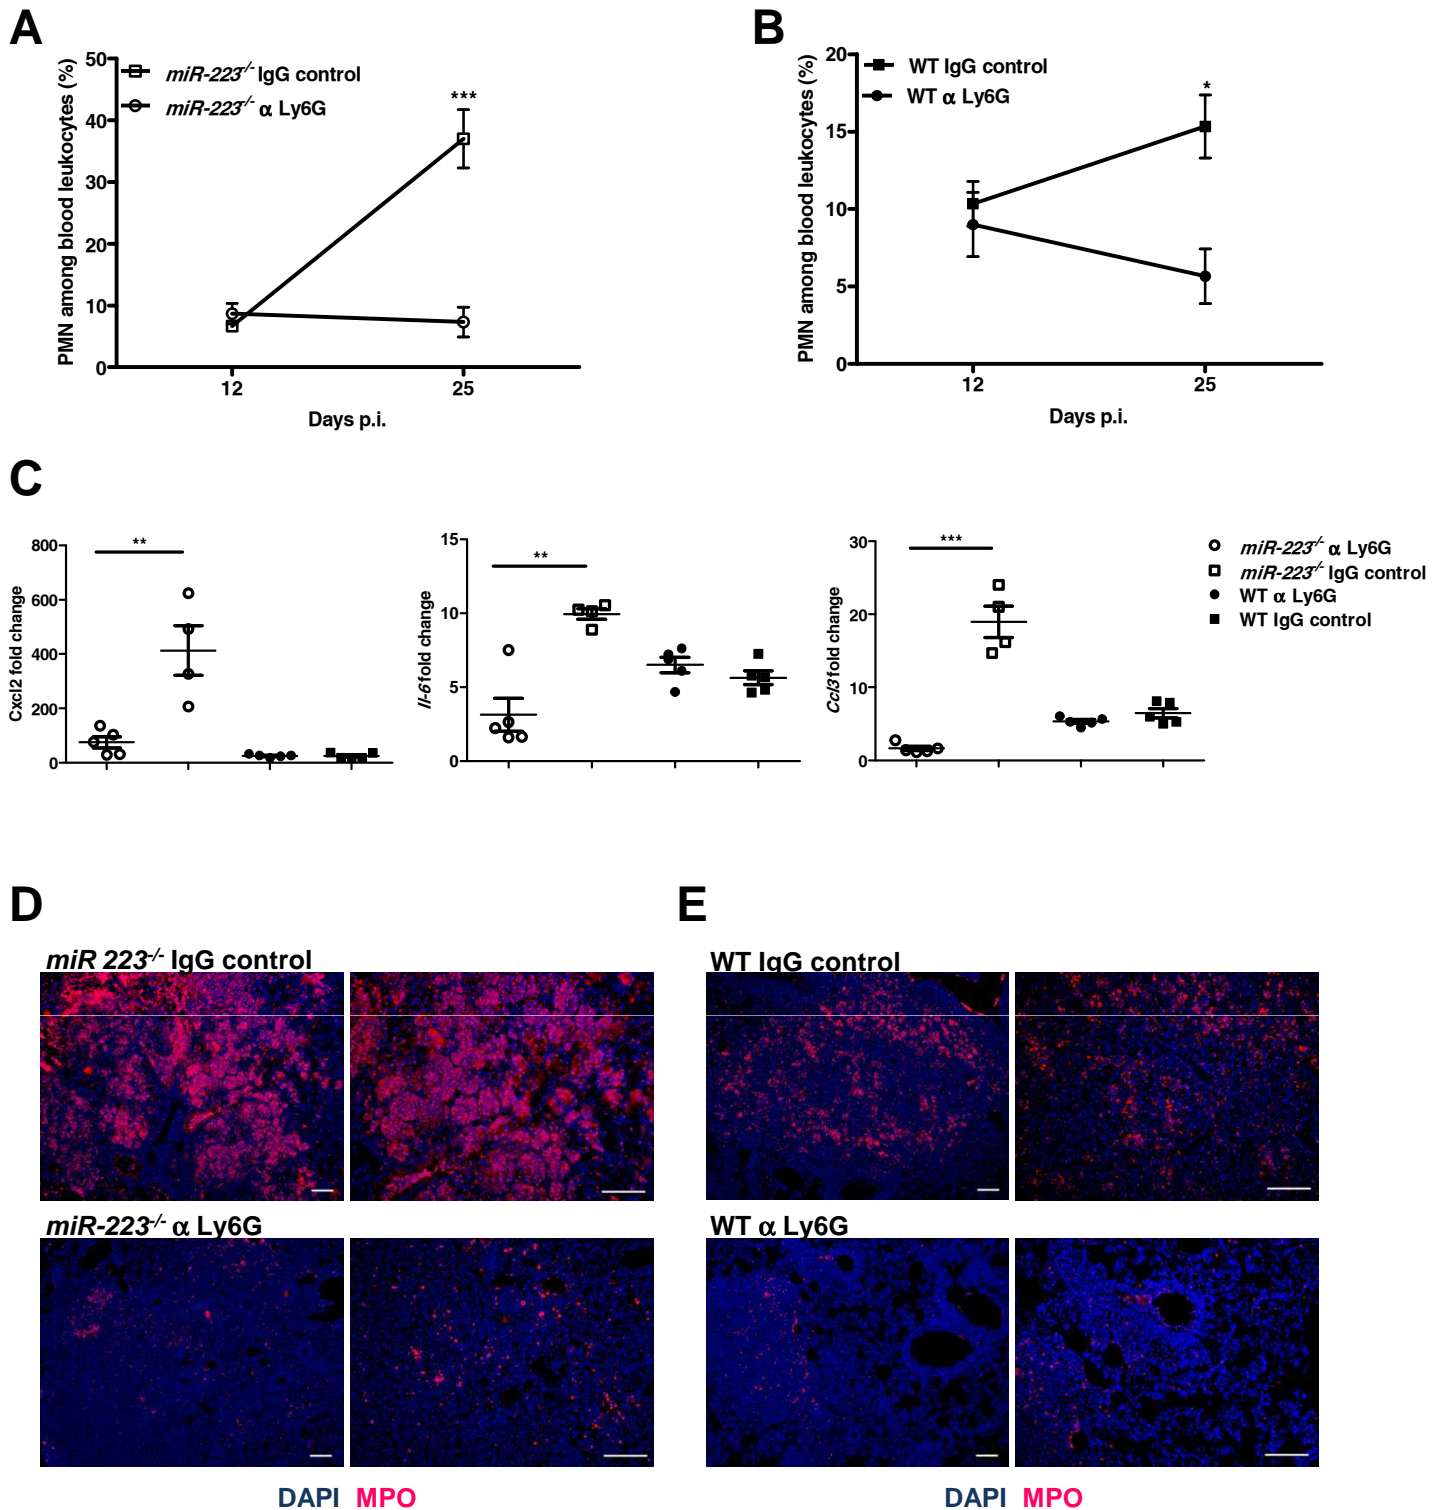 A
PMN among blood leukocytes (%)
50
40
30
20
10
0
miR-223-/- IgG control
miR-223-/- α Ly6G
***
12
25
Days p.i.
B
PMN among blood leukocytes (%)
20
15
10
5
0
WT IgG control
WT α Ly6G
*
12
25
Days p.i.
C
Cxcl2 fold change
800
600
400
200
0
**
Il-6 fold change
15
10
5
0
**
Ccl3 fold change
30
20
10
0
***
miR-223-/- α Ly6G
miR-223-/- IgG control
WT α Ly6G
WT IgG control
D
miR 223-/- IgG control
miR-223-/- α Ly6G
DAPI MPO
E
WT IgG control
WT α Ly6G
DAPI MPO